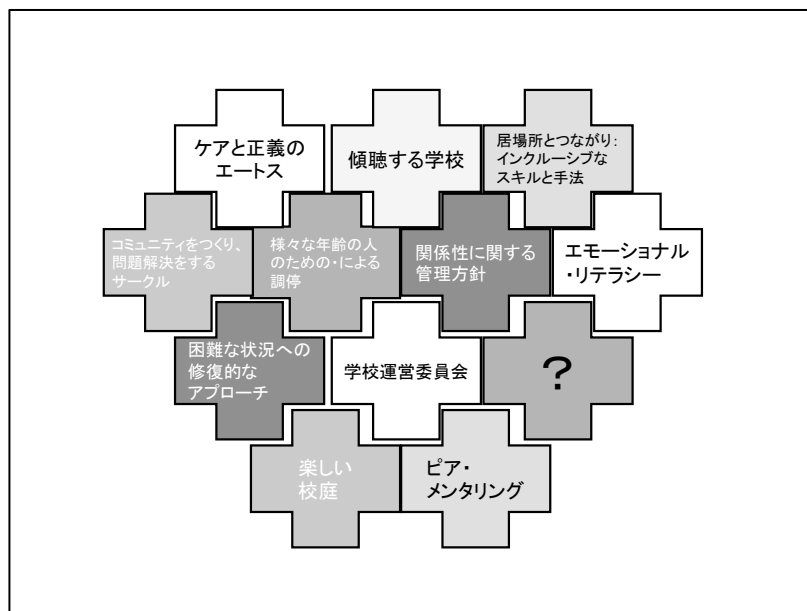 ケアと正義の
エートス
傾聴する学校
居場所とつながり:
インクルーシブな
スキルと手法
コミュニティをつくり、
問題解決をする
サークル
様々な年齢の人
のための・による
調停
関係性に関する
管理方針
エモーショナル
・リテラシー
困難な状況への
修復的な
アプローチ
学校運営委員会
?
楽しい
校庭
ピア・
メンタリング